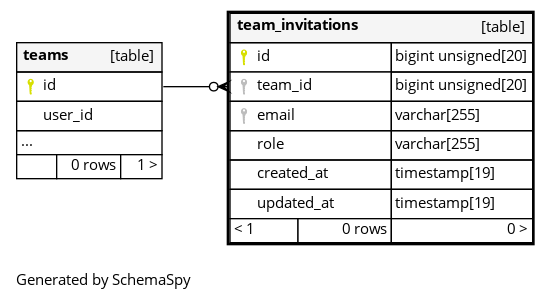 teams [table]
id
user_id
...
0 rows 1 >
team_invitations [table]
id bigint unsigned[20]
team_id bigint unsigned[20]
email varchar[255]
role varchar[255]
created_at timestamp[19]
updated_at timestamp[19]
< 1 0 rows 0 >
Generated by SchemaSpy